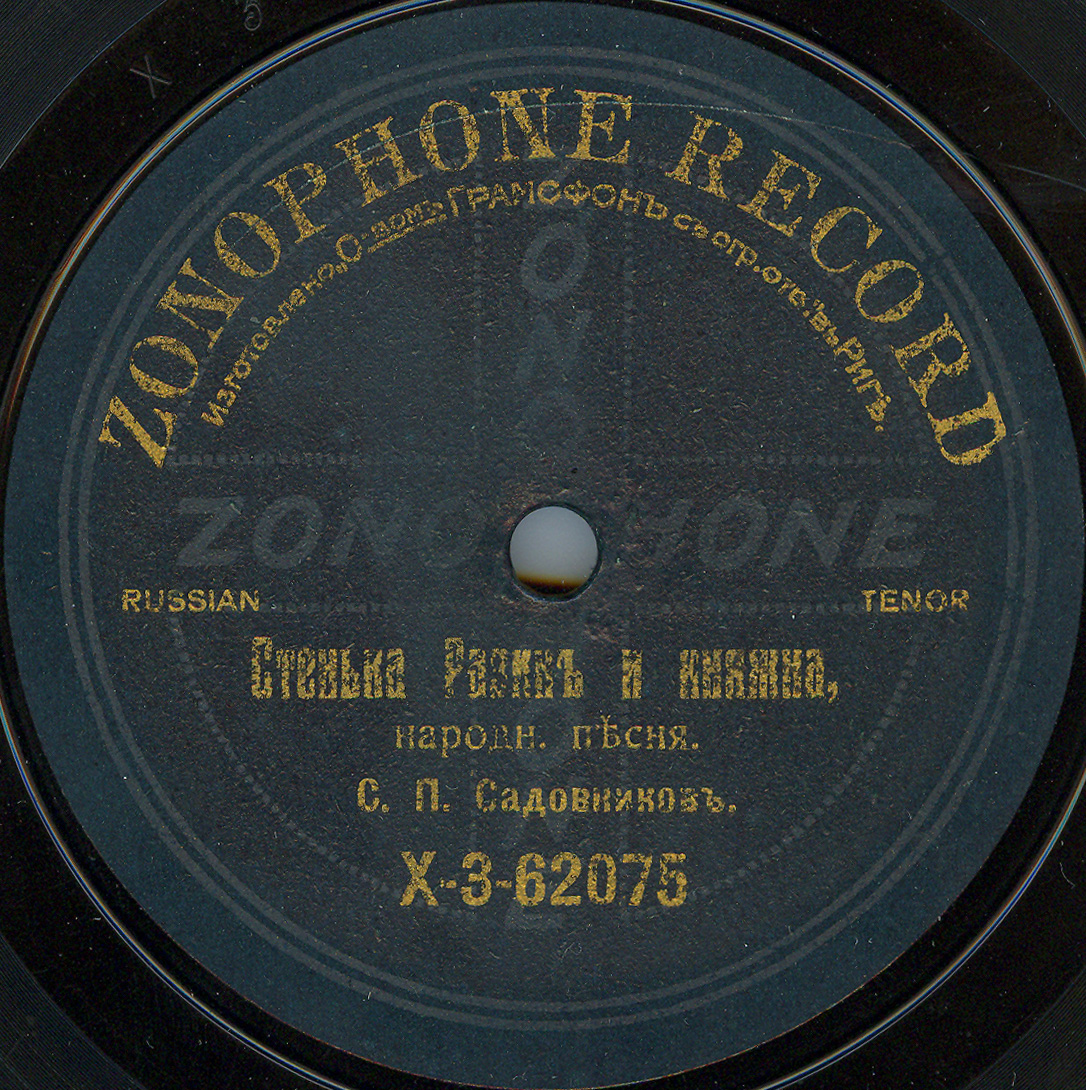 ZONOPHONE RECORD
Изготовлено „О-вомъ ГРАМОФОНЪ съ огр. отв." въ Ригѣ.
ZONOPHONE
RUSSIAN
TENOR
Стенька Разинъ и княжна,
народн. пѣсня.
С. П. Садовниковъ.
X-3-62075
X
5